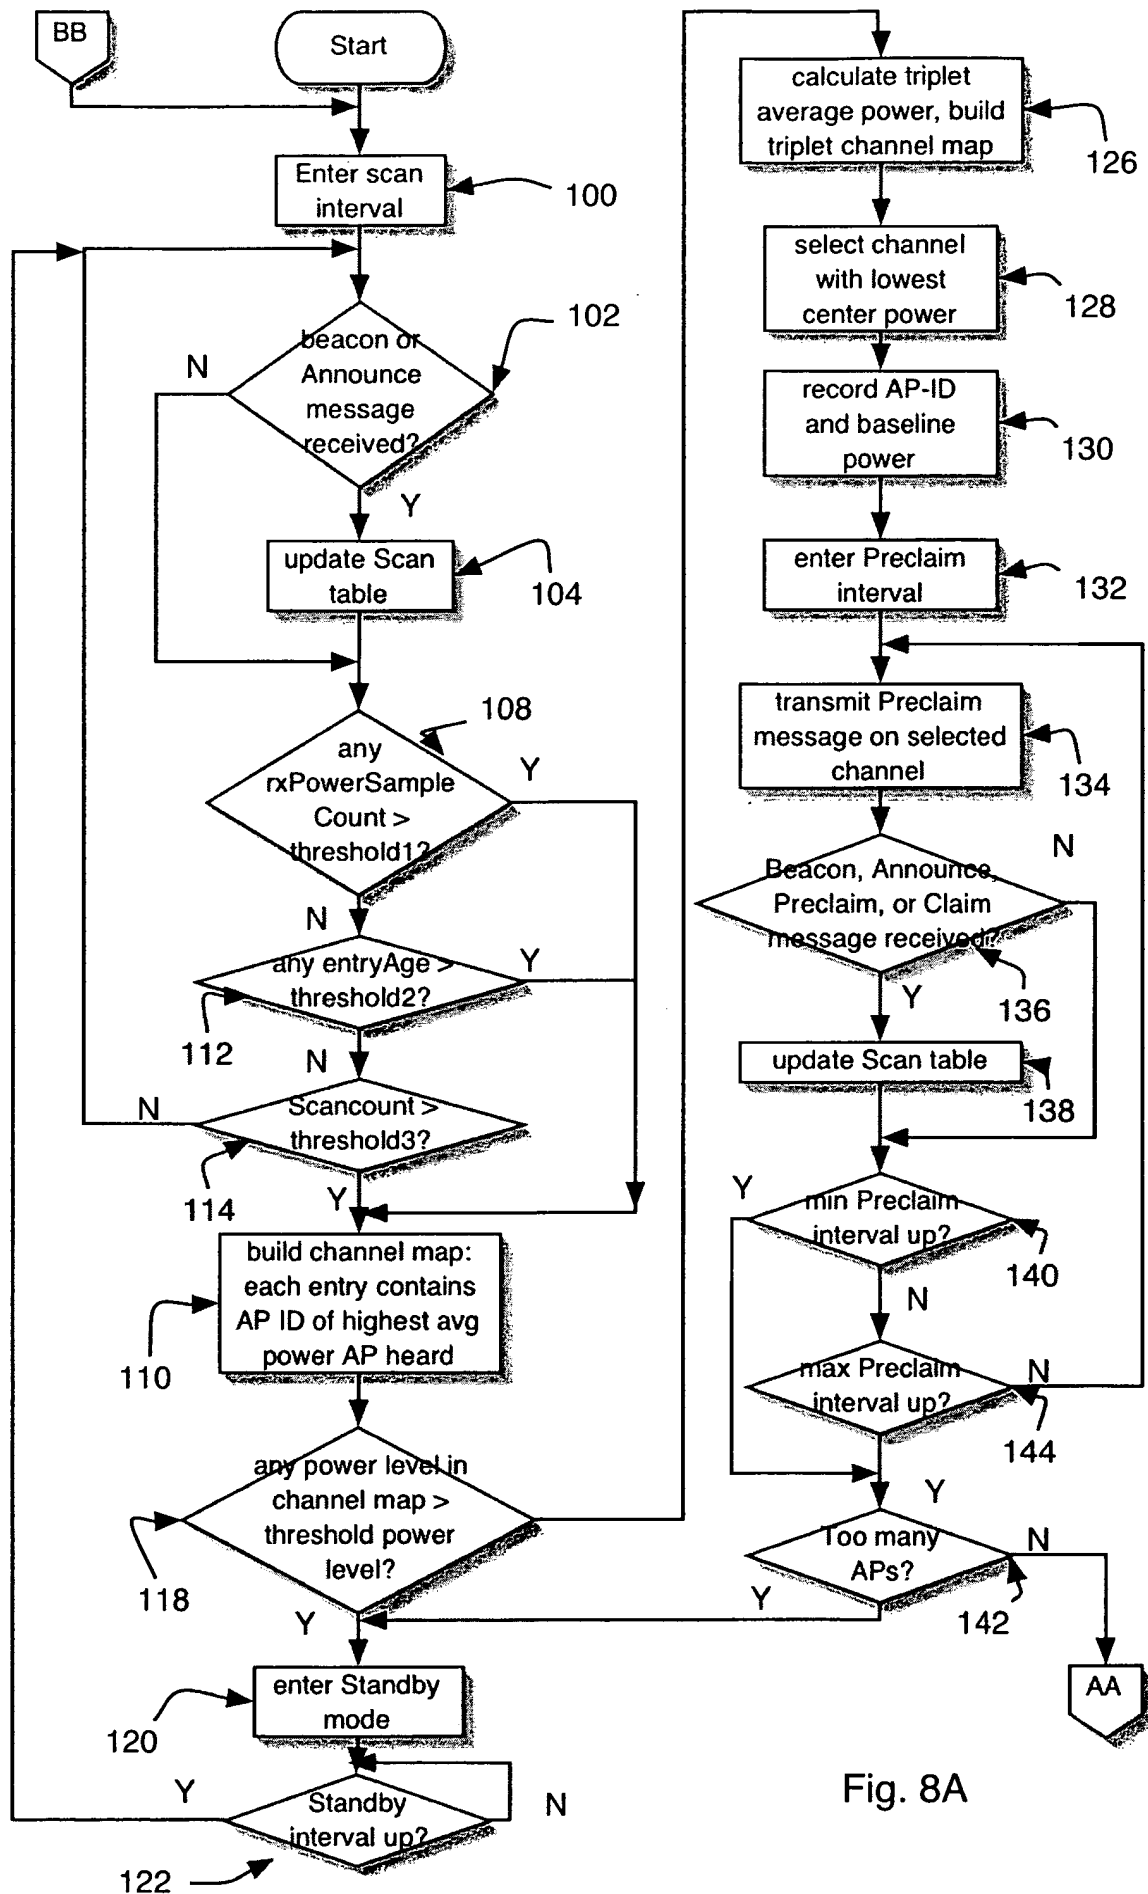 BB
Start
Enter scan
interval
100
beacon or
Announce
message
received?
102
N
Y
update Scan
table
104
any
rxPowerSample
Count >
threshold1?
108
Y
N
any entryAge >
threshold2?
Y
112
N
Scancount >
threshold3?
N
114
Y
build channel map:
each entry contains
AP ID of highest avg
power AP heard
110
any power level in
channel map >
threshold power
level?
118
Y
enter Standby
mode
120
Y
Standby
interval up?
N
122
calculate triplet
average power, build
triplet channel map
126
select channel
with lowest
center power
128
record AP-ID
and baseline
power
130
enter Preclaim
interval
132
transmit Preclaim
message on selected
channel
134
N
Beacon, Announce,
Preclaim, or Claim
message received?
136
Y
update Scan table
138
Y
min Preclaim
interval up?
140
N
max Preclaim
interval up?
N
144
Y
Too many
APs?
N
Y
142
AA
Fig. 8A